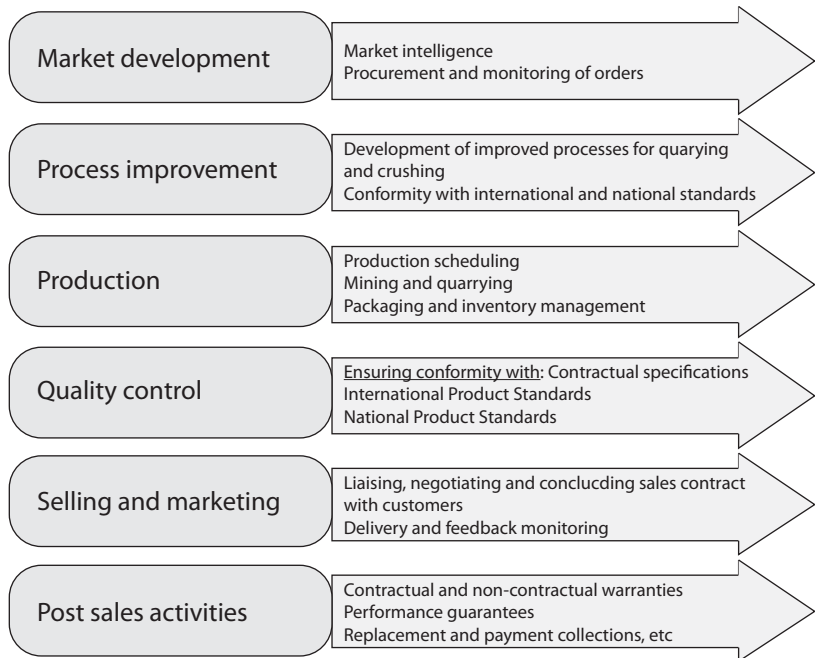 Market development
Market intelligence
Procurement and monitoring of orders
Process improvement
Development of improved processes for quarying
and crushing
Conformity with international and national standards
Production
Production scheduling
Mining and quarrying
Packaging and inventory management
Quality control
Ensuring conformity with: Contractual specifications
International Product Standards
National Product Standards
Selling and marketing
Liaising, negotiating and conclucding sales contract
with customers
Delivery and feedback monitoring
Post sales activities
Contractual and non-contractual warranties
Performance guarantees
Replacement and payment collections, etc